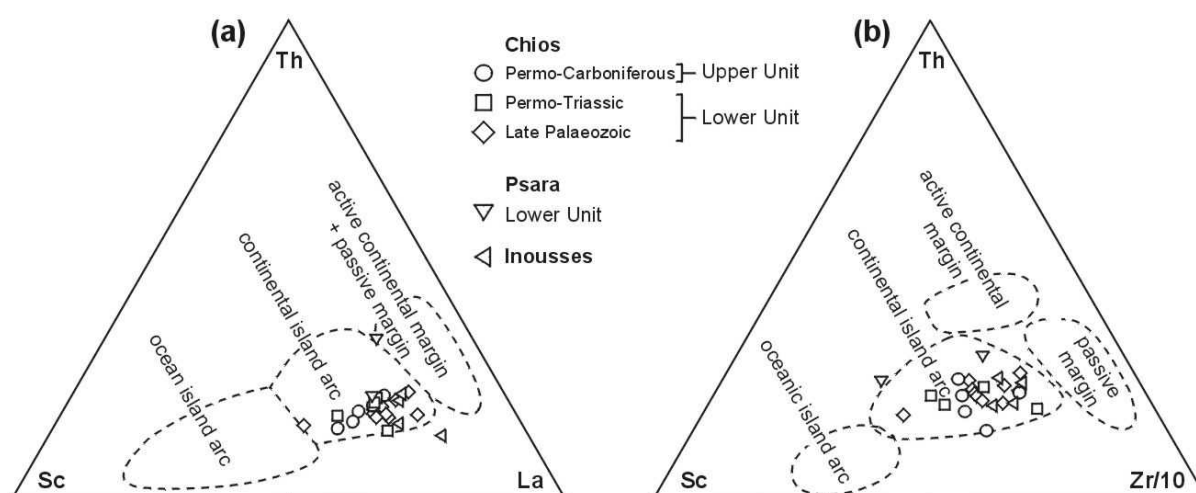 (a)
Th
Chios
Permo-Carboniferous
Upper Unit
Permo-Triassic
Late Palaeozoic
Lower Unit
Psara
Lower Unit
Inousses
active continental margin
+ passive margin
continental island arc
ocean island arc
Sc
La
(b)
Th
active continental
margin
continental island arc
oceanic island arc
passive
margin
Sc
Zr/10